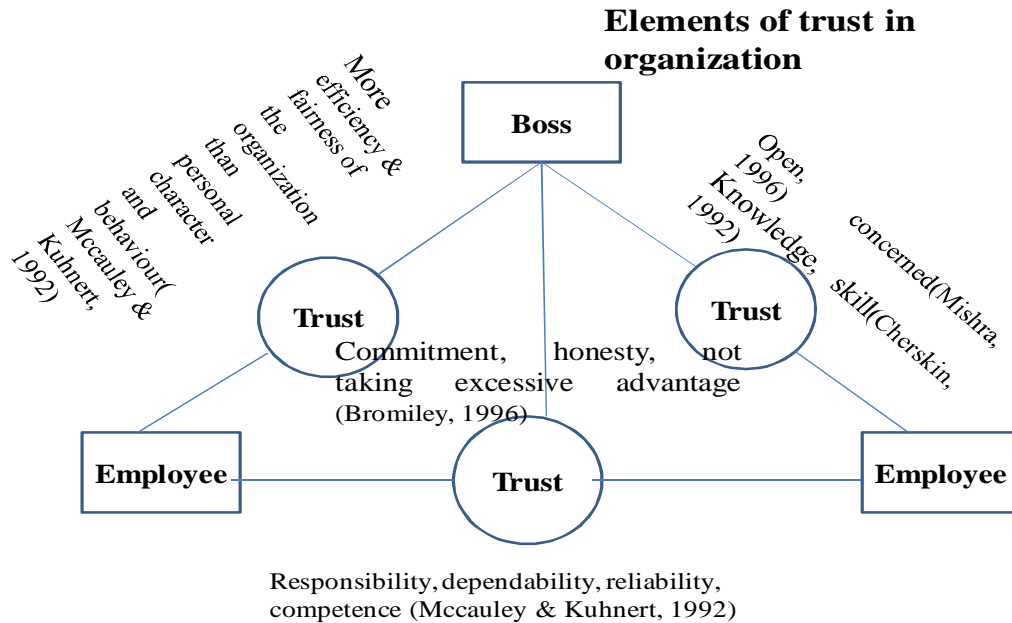 Elements of trust in
organization
Boss
More
efficiency &
fairness of
the
organization
than
personal
character
and
behaviour(
Mccauley &
Kuhnert,
1992)
Open,
concerned(Mishra,
1996)
Knowledge,
skill(Cherskin,
1992)
Trust
Trust
Commitment, honesty, not
taking excessive advantage
(Bromiley, 1996)
Employee
Trust
Employee
Responsibility, dependability, reliability,
competence (Mccauley & Kuhnert, 1992)